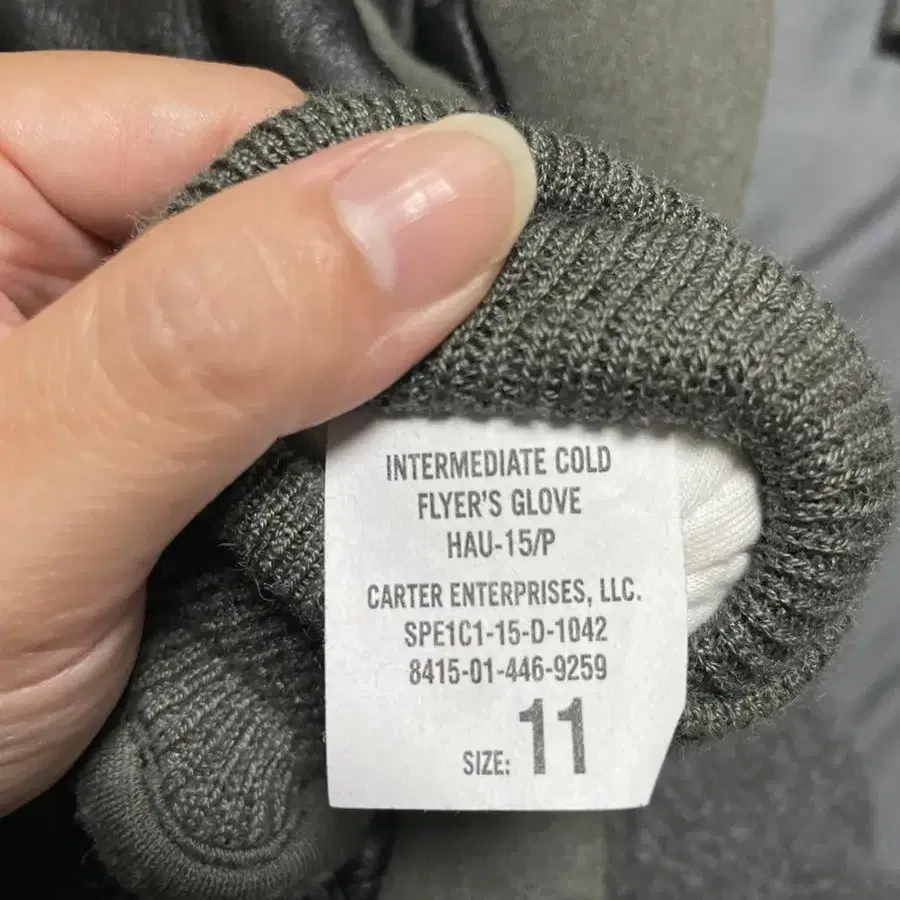 INTERMEDIATE COLD
FLYER'S GLOVE
HAU-15/P
CARTER ENTERPRISES, LLC.
SPE1C1-15-D-1042
8415-01-446-9259
SIZE: 11